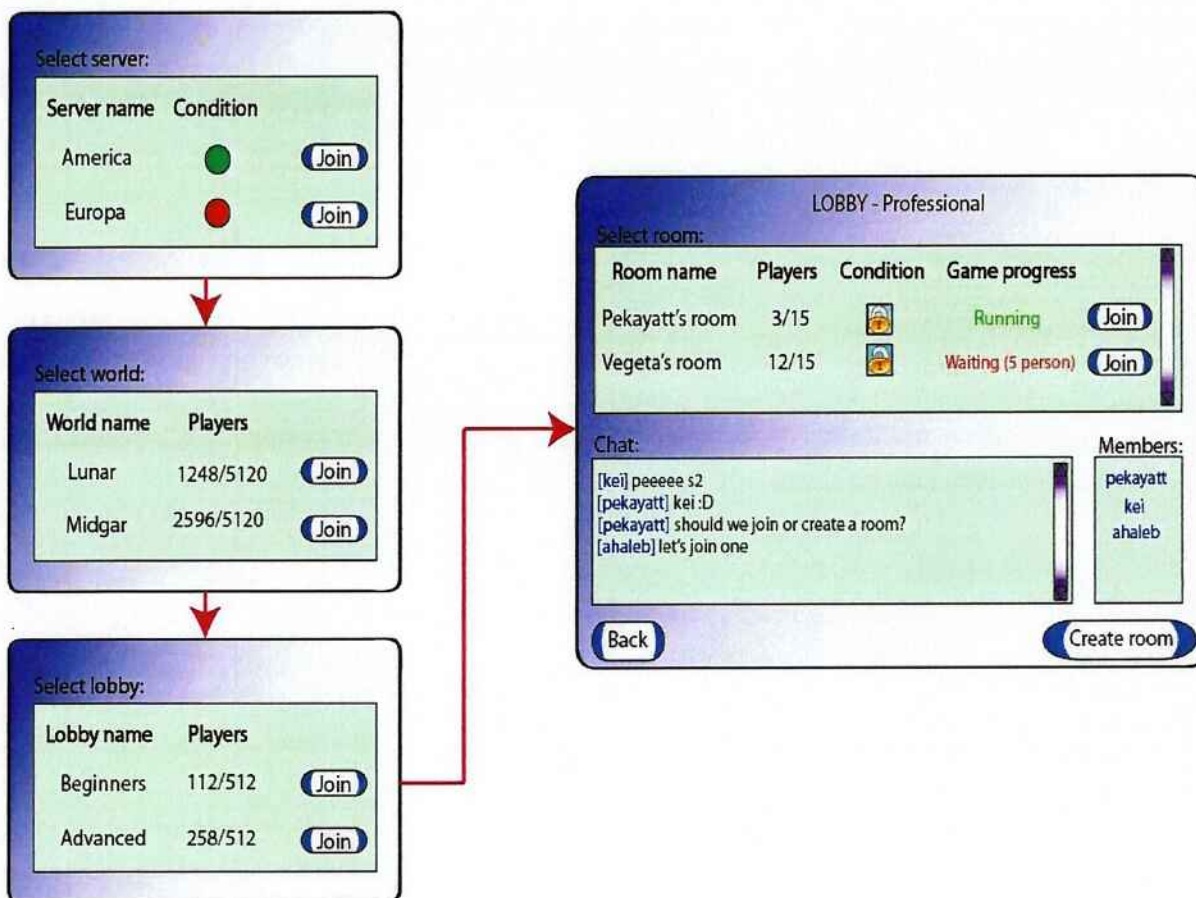 Select server:
Server name Condition
America Join
Europa Join
Select world:
World name Players
Lunar 1248/5120 Join
Midgar 2596/5120 Join
Select lobby:
Lobby name Players
Beginners 112/512 Join
Advanced 258/512 Join
LOBBY - Professional
Select room:
Room name Players Condition Game progress
Pekayatt's room 3/15 Running Join
Vegeta's room 12/15 Waiting (5 person) Join
Chat:
[kei] peeeee s2
[pekayatt] kei :D
[pekayatt] should we join or create a room?
[ahaleb] let's join one
Members:
pekayatt
kei
ahaleb
Back
Create room